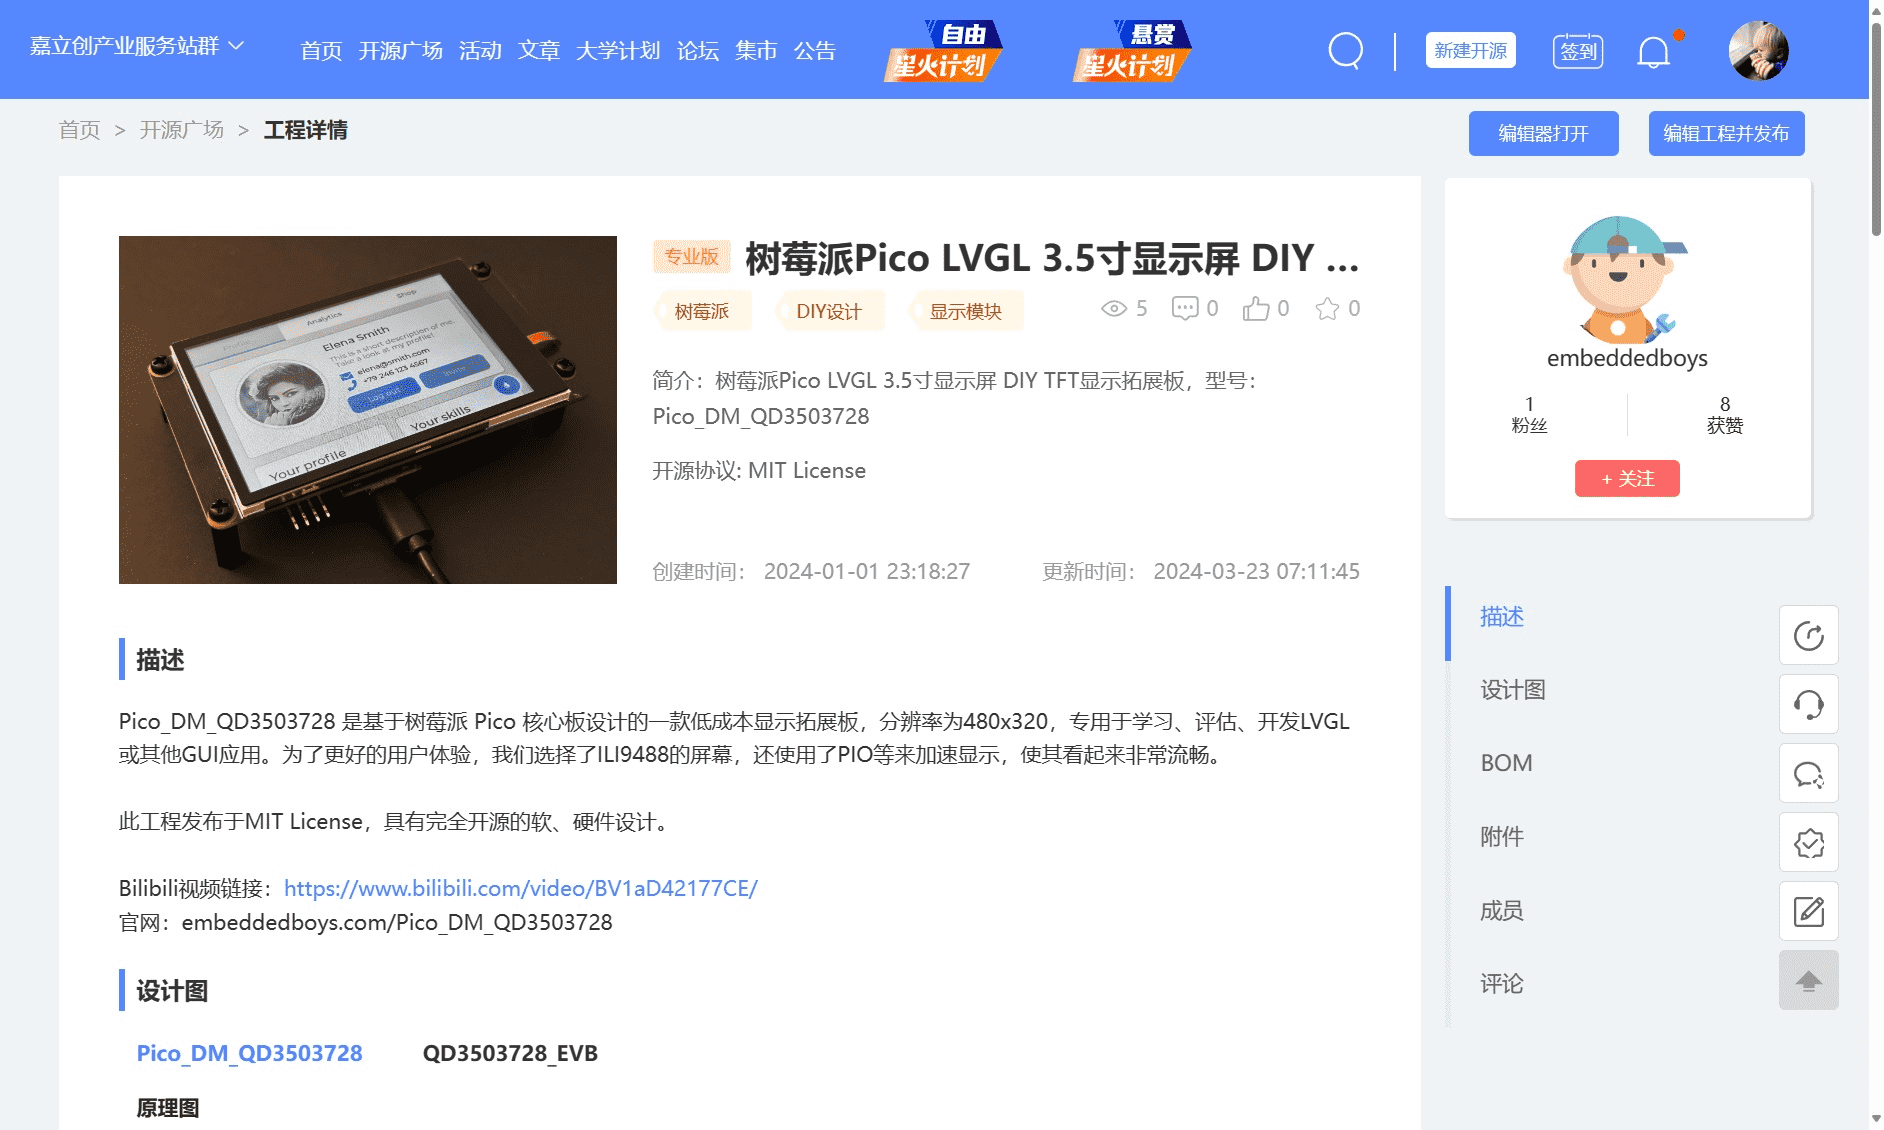 嘉立创产业服务站群
首页 开源广场 活动 文章 大学计划 论坛 集市 公告
自由
星火计划
悬赏
星火计划
新建开源
签到
首页 > 开源广场 > 工程详情
编辑器打开
编辑工程并发布
Shop
Analytics
Elena Smith
This is a short description of me.
Take a look at my profile!
elena@smith.com
+79 246 123 4567
Log out
Invite
Your skills
Your profile
专业版 树莓派Pico LVGL 3.5寸显示屏 DIY ...
树莓派 DIY设计 显示模块 5 0 0 0
简介：树莓派Pico LVGL 3.5寸显示屏 DIY TFT显示拓展板，型号：
Pico_DM_QD3503728
开源协议: MIT License
创建时间： 2024-01-01 23:18:27 更新时间： 2024-03-23 07:11:45
embeddedboys
1 8
粉丝 获赞
+ 关注
描述
Pico_DM_QD3503728 是基于树莓派 Pico 核心板设计的一款低成本显示拓展板，分辨率为480x320，专用于学习、评估、开发LVGL
或其他GUI应用。为了更好的用户体验，我们选择了ILI9488的屏幕，还使用了PIO等来加速显示，使其看起来非常流畅。
此工程发布于MIT License，具有完全开源的软、硬件设计。
Bilibili视频链接：https://www.bilibili.com/video/BV1aD42177CE/
官网：embeddedboys.com/Pico_DM_QD3503728
设计图
Pico_DM_QD3503728 QD3503728_EVB
原理图
描述
设计图
BOM
附件
成员
评论